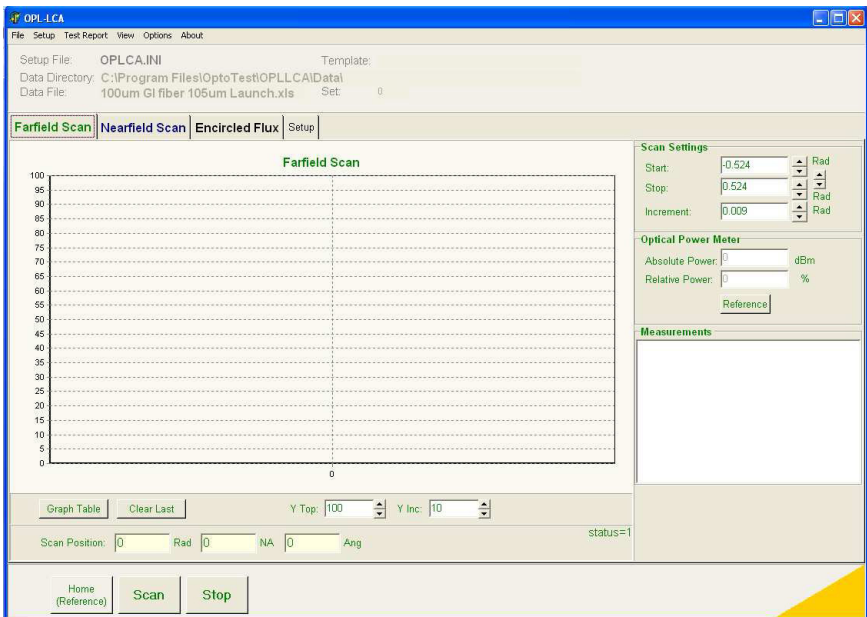 OPL-LCA
File Setup Test Report View Options About
Setup File: OPLCA.INI Template:
Data Directory: C:\Program Files\OptoTest\OPLLCA\Data\
Data File: 100um GI fiber 105um Launch.xls Set: 0
Farfield Scan Nearfield Scan Encircled Flux Setup
Farfield Scan
100
95
90
85
80
75
70
65
60
55
50
45
40
35
30
25
20
15
10
5
0
0
Graph Table Clear Last Y Top: 100 Y Inc: 10
status=1
Scan Position: 0 Rad 0 NA 0 Ang
Scan Settings
Start: -0.524 Rad
Stop: 0.524 Rad
Increment: 0.009 Rad
Optical Power Meter
Absolute Power: 0 dBm
Relative Power: 0 %
Reference
Measurements
Home (Reference) Scan Stop